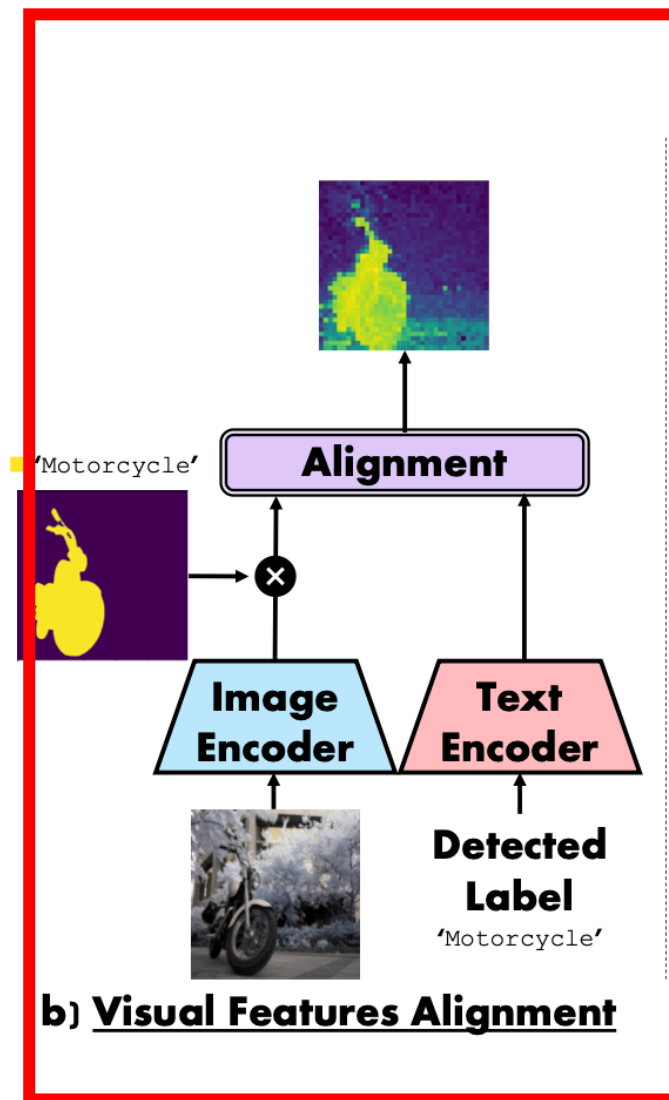 'Motorcycle'
Alignment
Image
Encoder
Text
Encoder
Detected
Label
'Motorcycle'
b) Visual Features Alignment